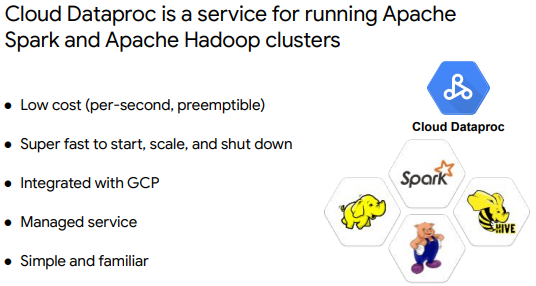 Cloud Dataproc is a service for running Apache
Spark and Apache Hadoop clusters
• Low cost (per-second, preemptible)
• Super fast to start, scale, and shut down
• Integrated with GCP
• Managed service
• Simple and familiar
Cloud Dataproc
Spark
HIVE